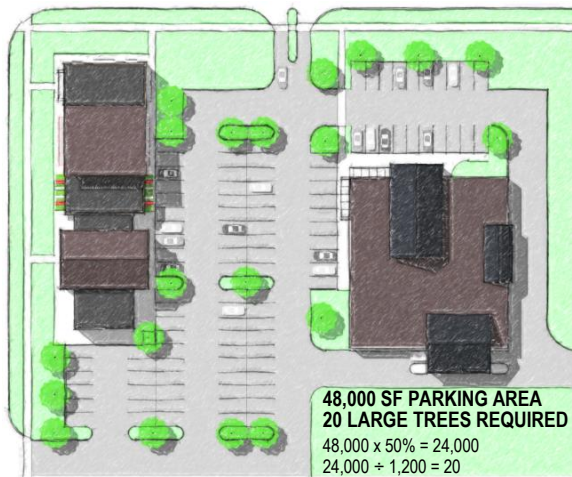 48,000 SF PARKING AREA
20 LARGE TREES REQUIRED
48,000 x 50% = 24,000
24,000 ÷ 1,200 = 20